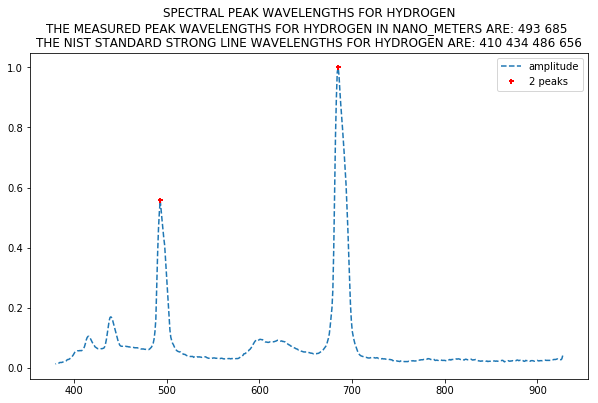 SPECTRAL PEAK WAVELENGTHS FOR HYDROGEN
THE MEASURED PEAK WAVELENGTHS FOR HYDROGEN IN NANO_METERS ARE: 493 685
THE NIST STANDARD STRONG LINE WAVELENGTHS FOR HYDROGEN ARE: 410 434 486 656
amplitude
2 peaks
1.0
0.8
0.6
0.4
0.2
0.0
400 500 600 700 800 900